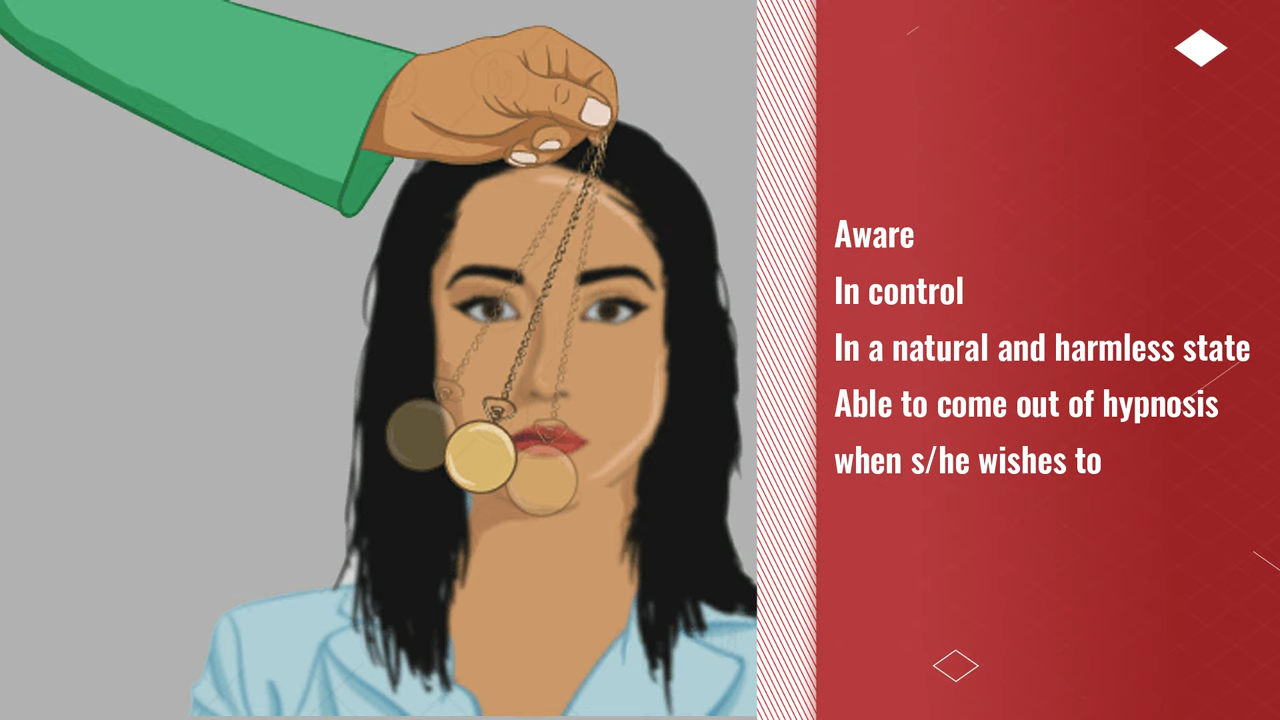 Aware
In control
In a natural and harmless state
Able to come out of hypnosis
when s/he wishes to